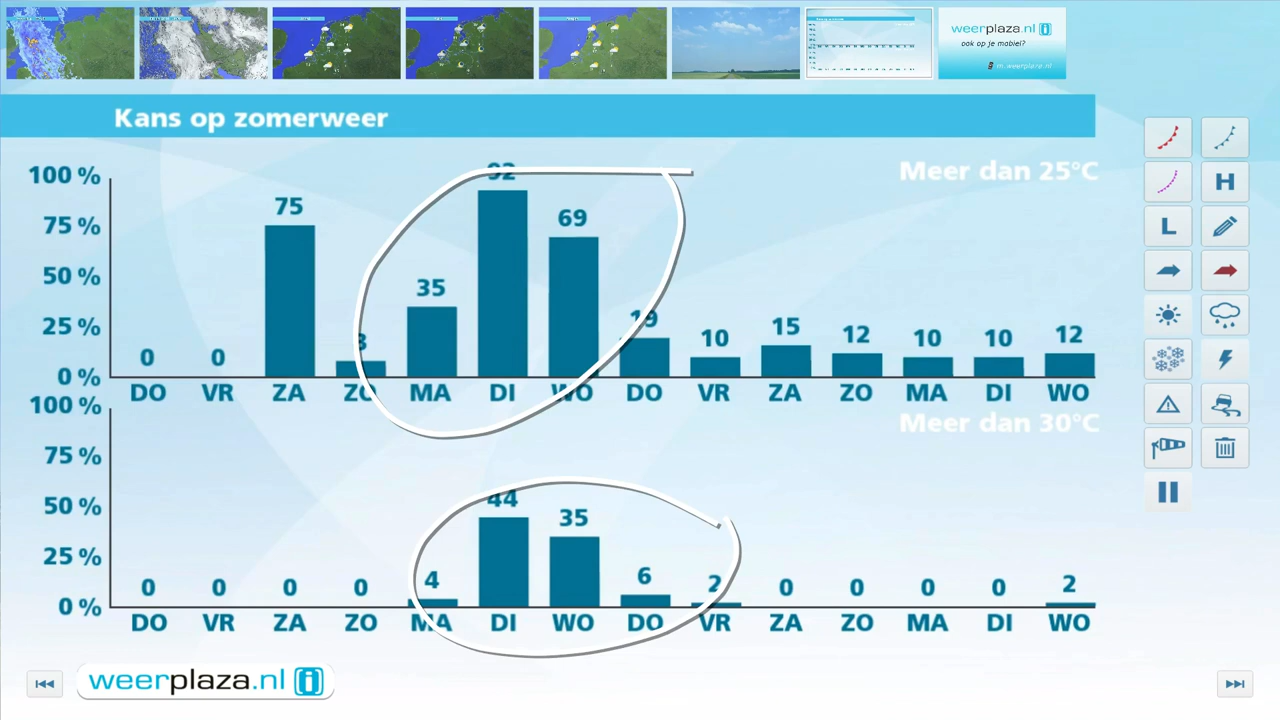 weerplaza.nl i
ook op je mobiel?
m.weerplaza.nl
Kans op zomerweer
Meer dan 25°C
100 %
75 %
50 %
25 %
0 %
0 0 75 8 35 92 69 19 10 15 12 10 10 12
DO VR ZA ZO MA DI WO DO VR ZA ZO MA DI WO
Meer dan 30°C
100 %
75 %
50 %
25 %
0 %
0 0 0 0 4 44 35 6 2 0 0 0 0 2
DO VR ZA ZO MA DI WO DO VR ZA ZO MA DI WO
H
L
weerplaza.nl i